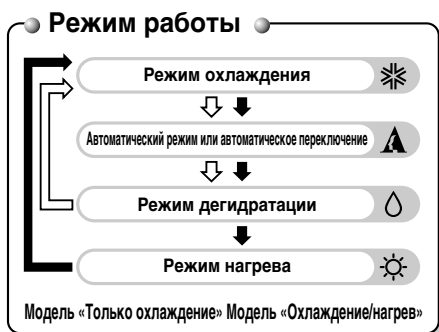 Режим работы
Режим охлаждения
Автоматический режим или автоматическое переключение
Режим дегидратации
Режим нагрева
Модель «Только охлаждение» Модель «Охлаждение/нагрев»